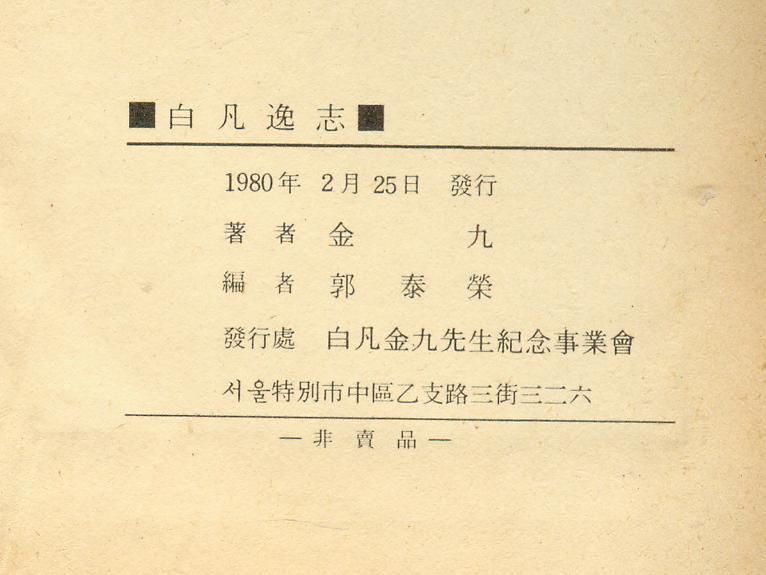 ■白凡逸志■
1980年 2月 25日 發行
著者 金九
編者 郭泰榮
發行處 白凡金九先生紀念事業會
서울特別市中區乙支路三街三二六
—非賣品—